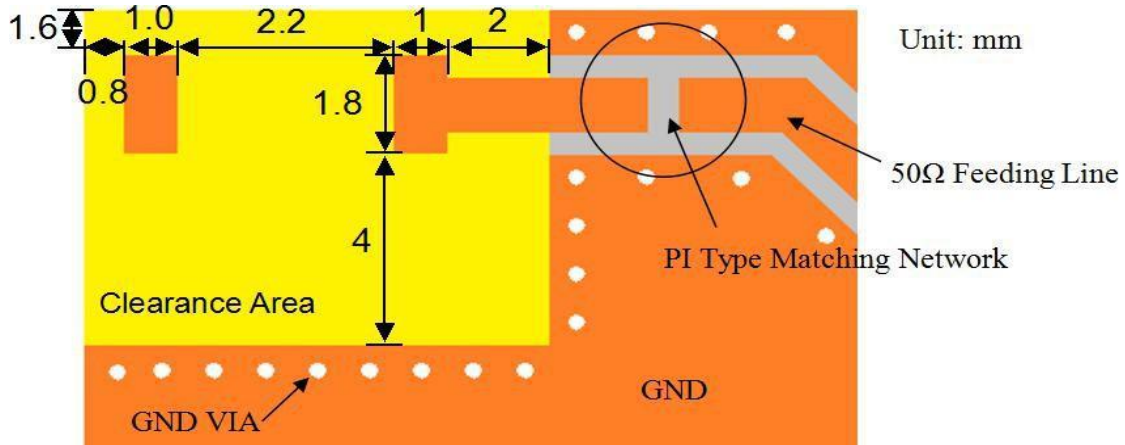 1.6
1.0
2.2
1
2
Unit: mm
0.8
1.8
50Ω Feeding Line
4
PI Type Matching Network
Clearance Area
GND
GND VIA